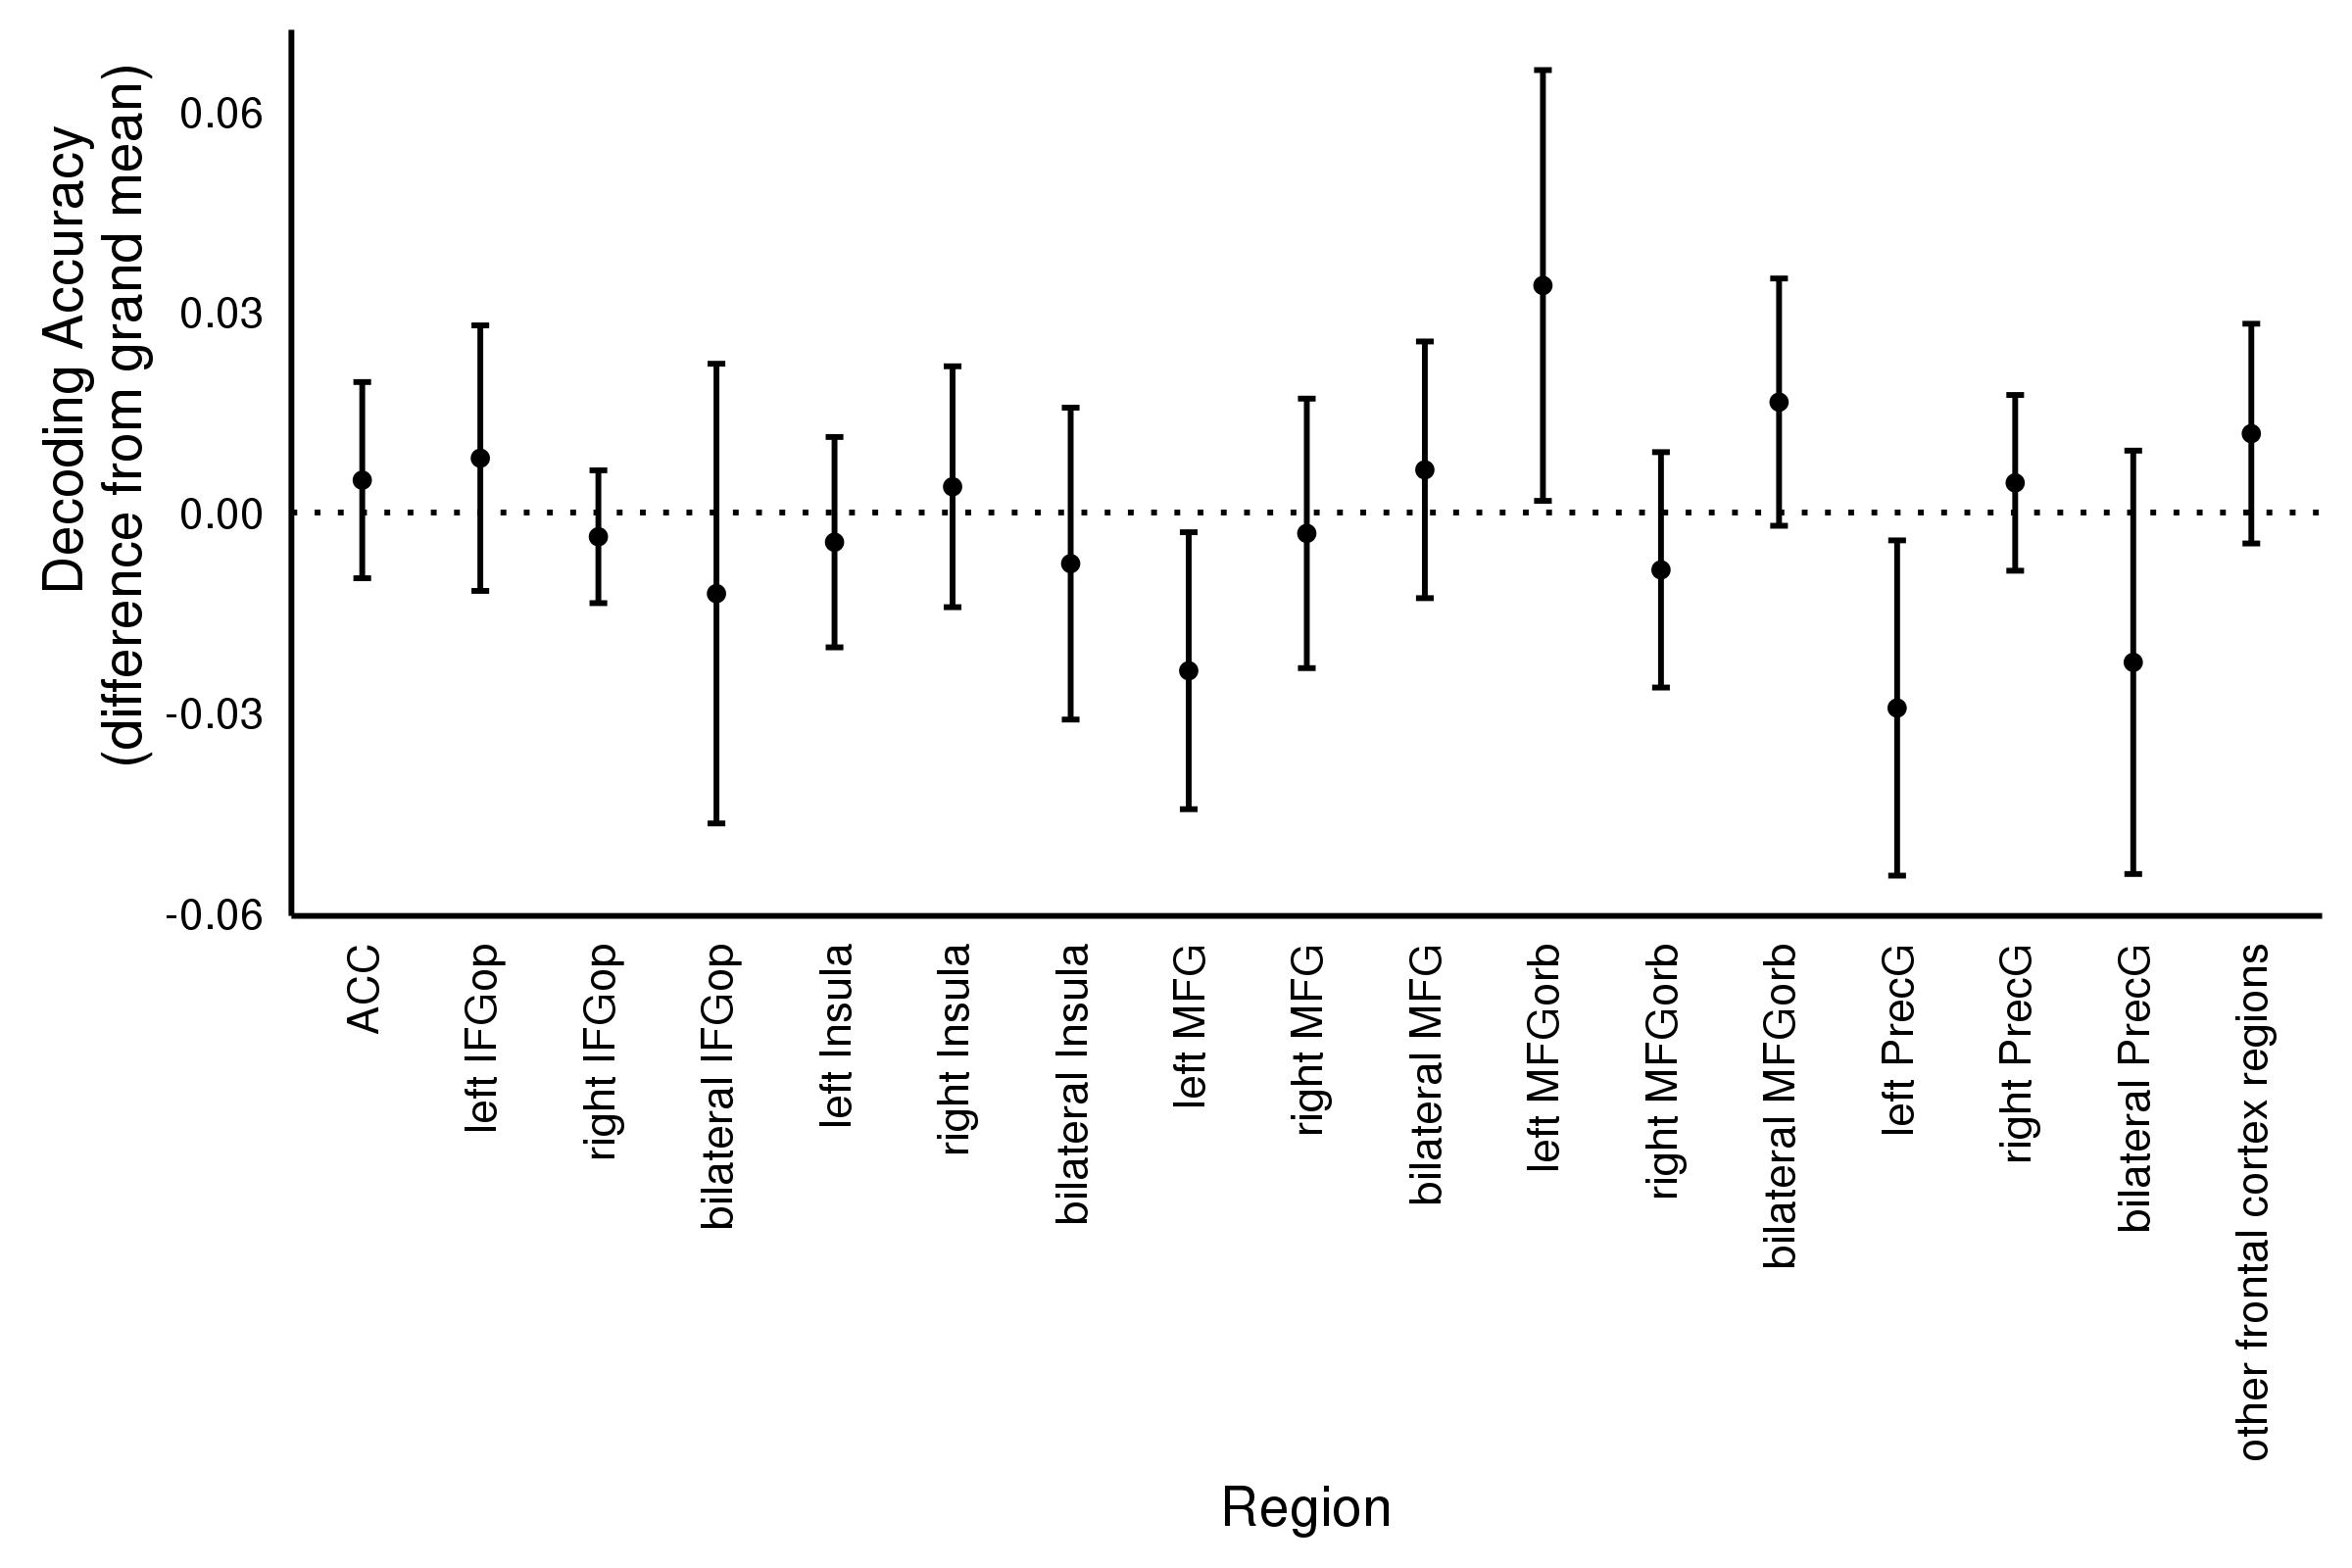 Decoding Accuracy
(difference from grand mean)
0.06
0.03
0.00
-0.03
-0.06
ACC
left IFGop
right IFGop
bilateral IFGop
left Insula
right Insula
bilateral Insula
left MFG
right MFG
bilateral MFG
left MFGorb
right MFGorb
bilateral MFGorb
left PrecG
right PrecG
bilateral PrecG
other frontal cortex regions
Region